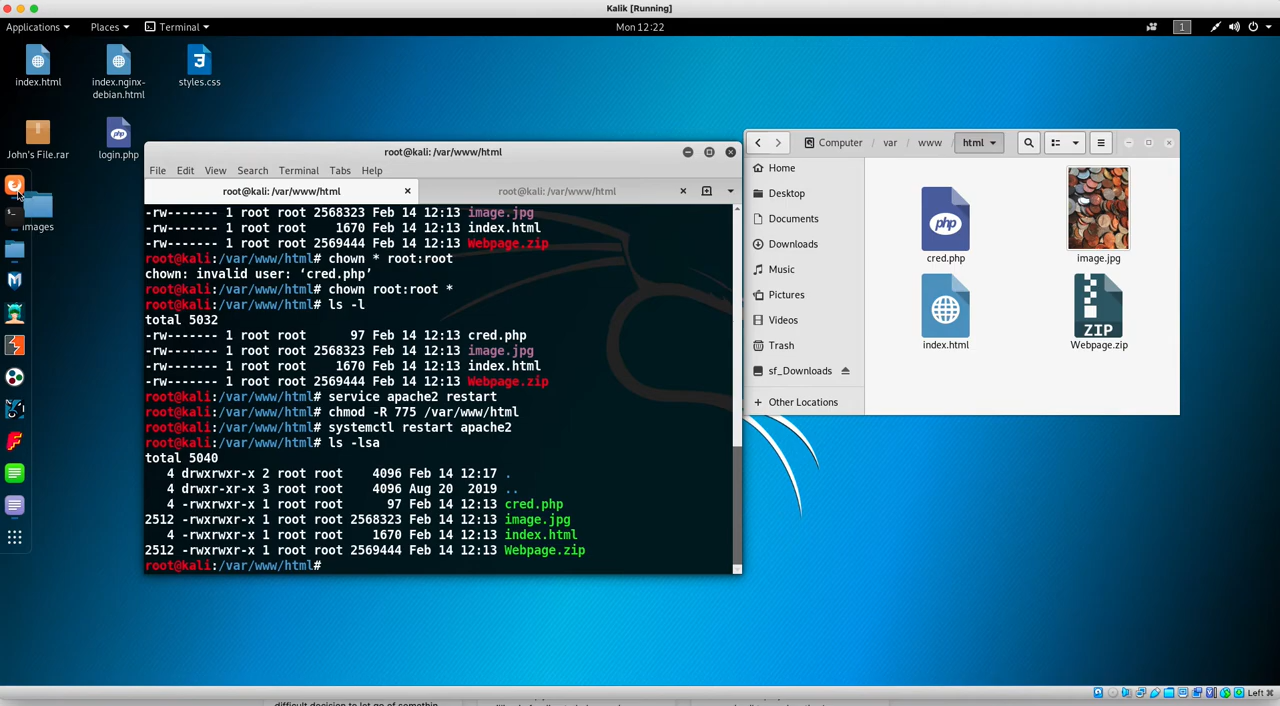 Kalik [Running]
Applications
Places
Terminal
Mon 12:22
1
index.html
index.nginx-
debian.html
styles.css
John's File.rar
login.php
images
root@kali: /var/www/html
File Edit View Search Terminal Tabs Help
root@kali: /var/www/html
root@kali: /var/www/html
-rw------- 1 root root 2568323 Feb 14 12:13 image.jpg
-rw------- 1 root root    1670 Feb 14 12:13 index.html
-rw------- 1 root root 2569444 Feb 14 12:13 Webpage.zip
root@kali:/var/www/html# chown * root:root
chown: invalid user: ‘cred.php’
root@kali:/var/www/html# chown root:root *
root@kali:/var/www/html# ls -l
total 5032
-rw------- 1 root root      97 Feb 14 12:13 cred.php
-rw------- 1 root root 2568323 Feb 14 12:13 image.jpg
-rw------- 1 root root    1670 Feb 14 12:13 index.html
-rw------- 1 root root 2569444 Feb 14 12:13 Webpage.zip
root@kali:/var/www/html# service apache2 restart
root@kali:/var/www/html# chmod -R 775 /var/www/html
root@kali:/var/www/html# systemctl restart apache2
root@kali:/var/www/html# ls -lsa
total 5040
   4 drwxrwxr-x 2 root root    4096 Feb 14 12:17 .
   4 drwxrwxr-x 3 root root    4096 Aug 20  2019 ..
   4 -rwxrwxr-x 1 root root      97 Feb 14 12:13 cred.php
2512 -rwxrwxr-x 1 root root 2568323 Feb 14 12:13 image.jpg
   4 -rwxrwxr-x 1 root root    1670 Feb 14 12:13 index.html
2512 -rwxrwxr-x 1 root root 2569444 Feb 14 12:13 Webpage.zip
root@kali:/var/www/html#
Computer
var
www
html
Home
Desktop
Documents
Downloads
Music
Pictures
Videos
Trash
sf_Downloads
Other Locations
php
cred.php
image.jpg
index.html
ZIP
Webpage.zip
Left ⌘